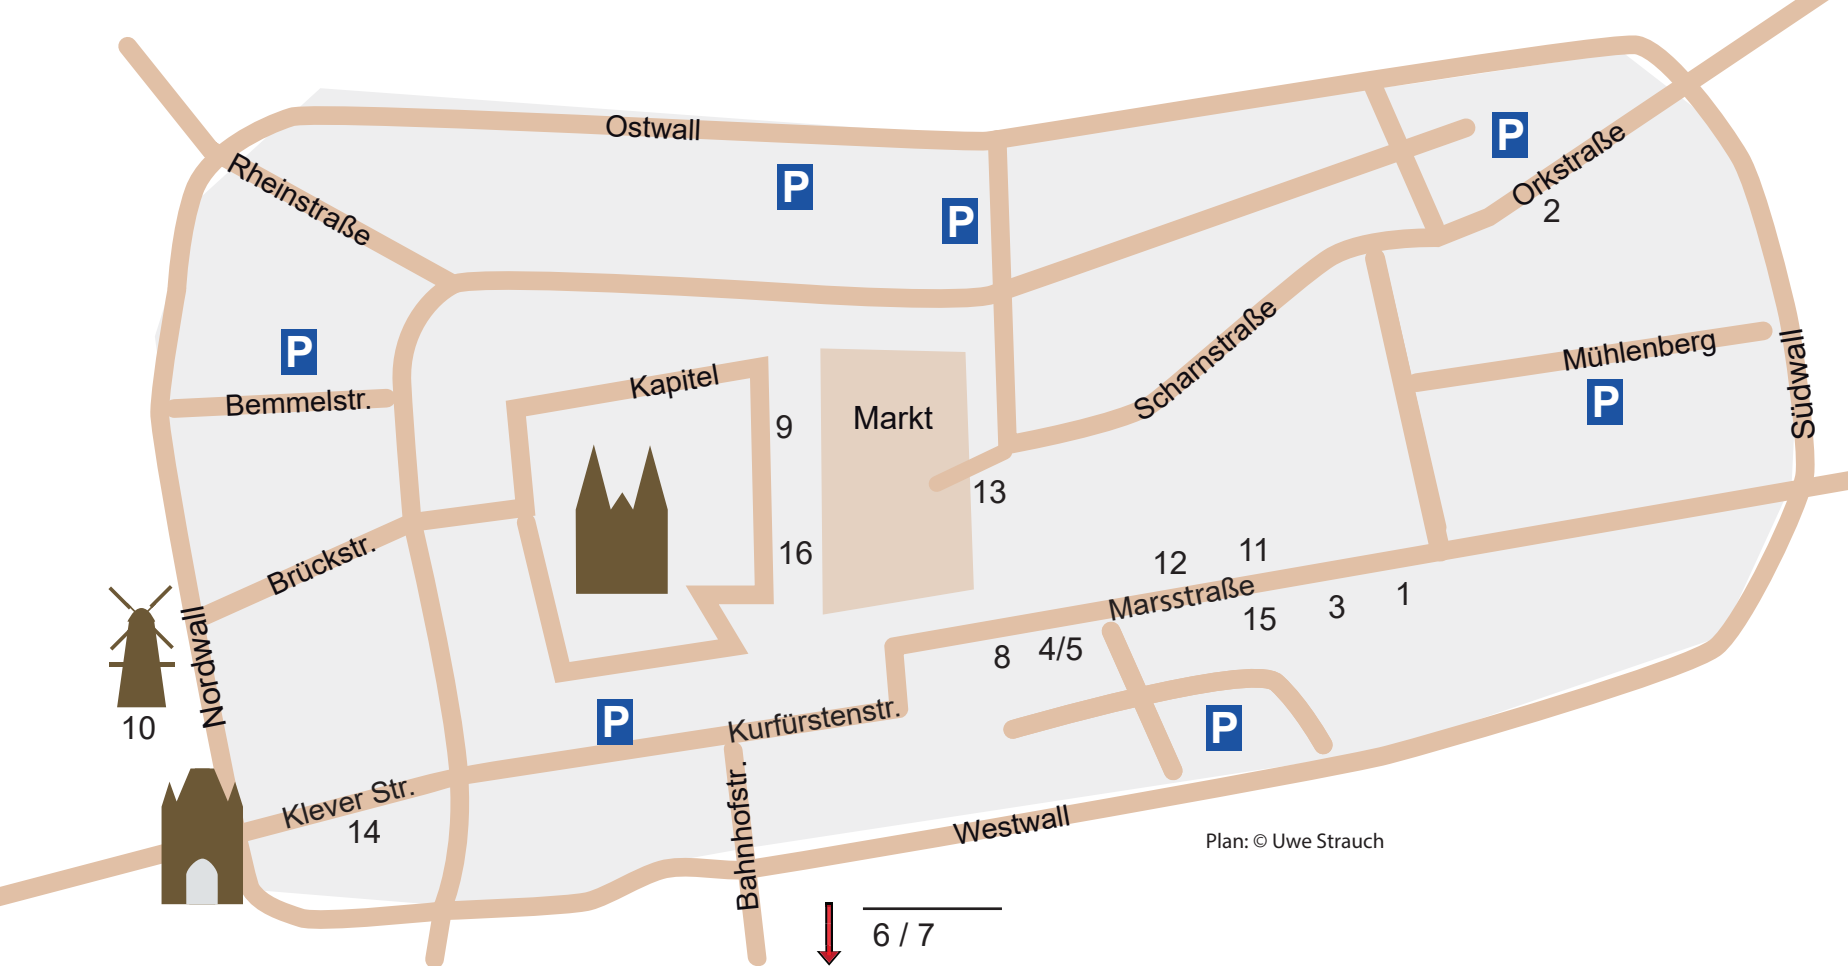 Ostwall
P
P
P
Orkstraße
2
Rheinstraße
P
Bemmelstr.
Kapitel
9
Markt
13
16
Scharnstraße
Mühlenberg
P
Südwall
Brückstr.
Nordwall
10
12
11
Marsstraße
15
3
1
8
4/5
P
Kurfürstenstr.
P
Klever Str.
14
Bahnhofstr.
Westwall
Plan: © Uwe Strauch
6 / 7